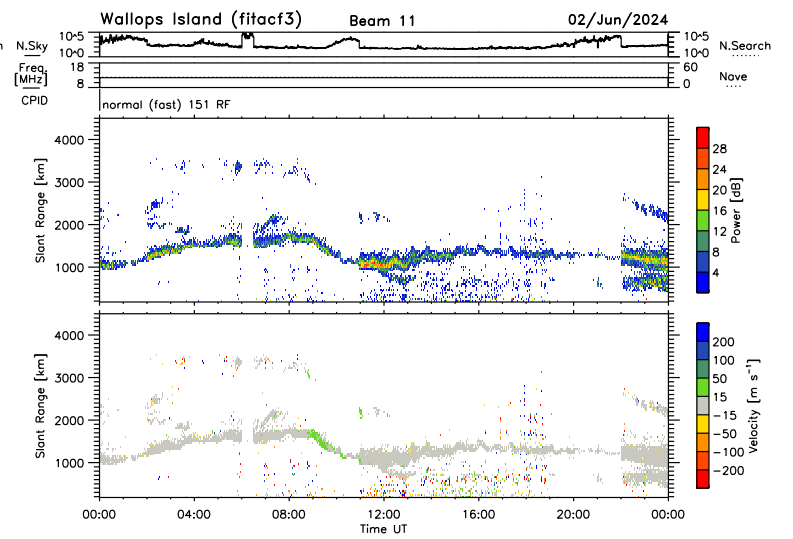 Wallops Island (fitacf3) Beam 11 02/Jun/2024
N.Sky 10^5 10^0 10^5 10^0 N.Search
Freq. [MHz] 18 8 60 0 Nave
CPID normal (fast) 151 RF
Slant Range [km]
4000
3000
2000
1000
Power [dB]
28
24
20
16
12
8
4
Slant Range [km]
4000
3000
2000
1000
Velocity [m s⁻¹]
200
100
50
15
−15
−50
−100
−200
00:00 04:00 08:00 12:00 16:00 20:00 00:00
Time UT